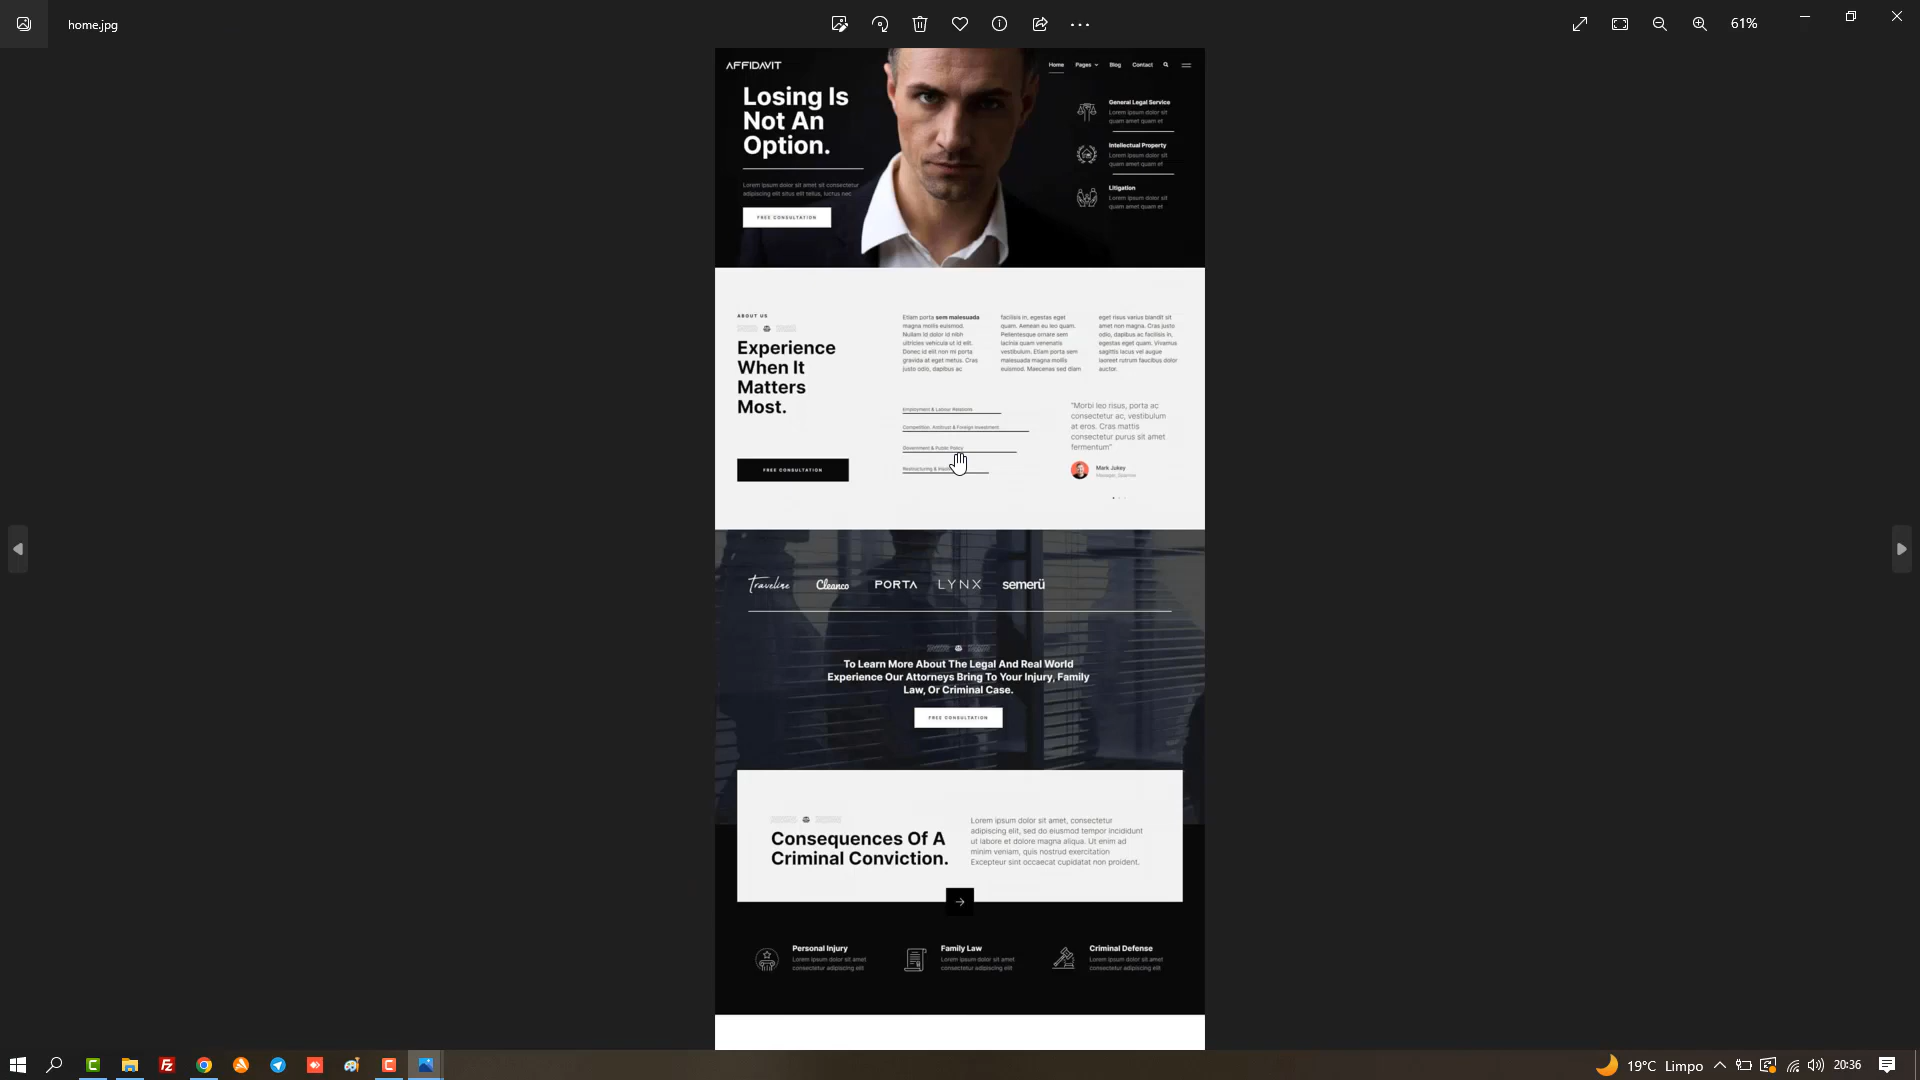 home.jpg
61%
AFFIDAVIT
Home
Pages
Blog
Contact
Losing Is
Not An
Option.
Lorem ipsum dolor sit amet sit consectetur
adipiscing elit situs elit tellus, luctus nec
FREE CONSULTATION
General Legal Service
Lorem ipsum dolor sit
quam amet quam et
Intellectual Property
Lorem ipsum dolor sit
quam amet quam et
Litigation
Lorem ipsum dolor sit
quam amet quam et
ABOUT US
Experience
When It
Matters
Most.
FREE CONSULTATION
Etiam porta sem malesuada
magna mollis euismod.
Nullam id dolor id nibh
ultricies vehicula ut id elit.
Donec id elit non mi porta
gravida at eget metus. Cras
justo odio, dapibus ac
facilisis in, egestas eget
quam. Aenean eu leo quam.
Pellentesque ornare sem
lacinia quam venenatis
vestibulum. Etiam porta sem
malesuada magna mollis
euismod. Maecenas sed diam
eget risus varius blandit sit
amet non magna. Cras justo
odio, dapibus ac facilisis in,
egestas eget quam. Vivamus
sagittis lacus vel augue
laoreet rutrum faucibus dolor
auctor.
Employment & Labour Relations
Competition, Antitrust & Foreign Investment
Government & Public Policy
Restructuring &
"Morbi leo risus, porta ac
consectetur ac, vestibulum
at eros. Cras mattis
consectetur purus sit amet
fermentum"
Mark Jukey
Traveline
Cleanco
PORTA
LYNX
semerü
To Learn More About The Legal And Real World
Experience Our Attorneys Bring To Your Injury, Family
Law, Or Criminal Case.
FREE CONSULTATION
Consequences Of A
Criminal Conviction.
Lorem ipsum dolor sit amet, consectetur
adipiscing elit, sed do eiusmod tempor incididunt
ut labore et dolore magna aliqua. Ut enim ad
minim veniam, quis nostrud exercitation
Excepteur sint occaecat cupidatat non proident.
Personal Injury
Lorem ipsum dolor sit amet
consectetur adipiscing elit
Family Law
Lorem ipsum dolor sit amet
consectetur adipiscing elit
Criminal Defense
Lorem ipsum dolor sit amet
consectetur adipiscing elit
19°C Limpo
20:36